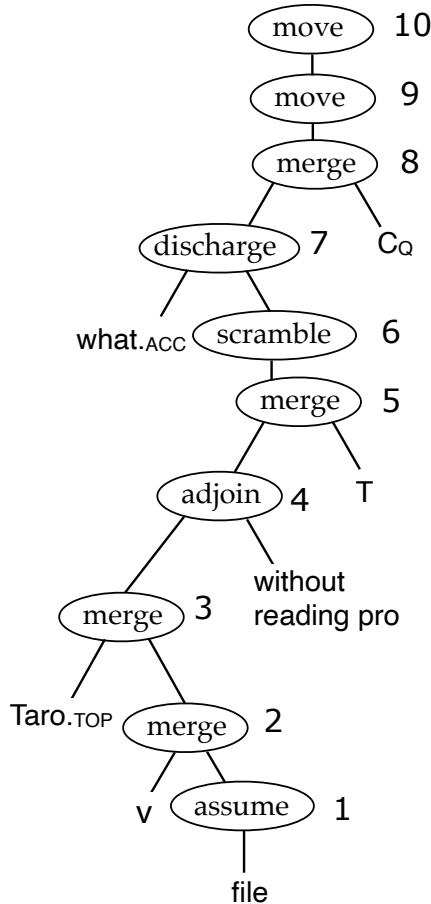 move 10
move 9
merge 8
discharge 7 CQ
what.ACC scramble 6
merge 5
adjoin 4 T
without
reading pro
merge 3
Taro.TOP merge 2
v assume 1
file